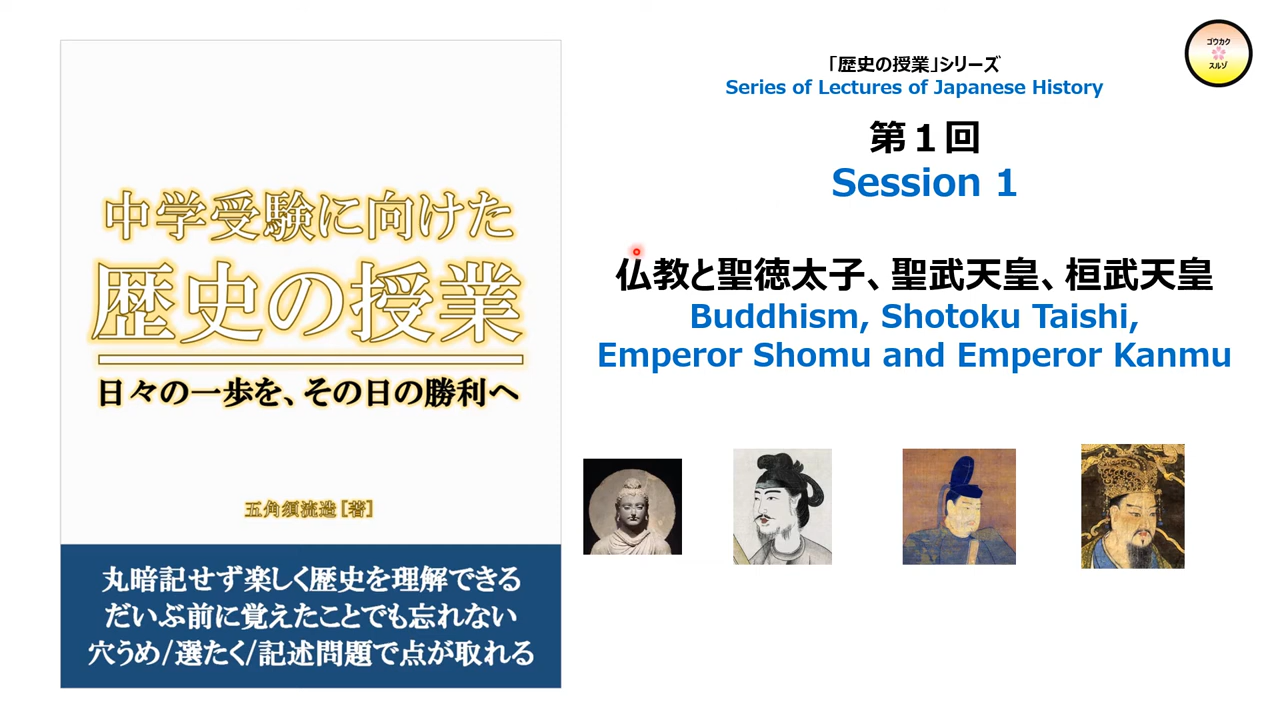 中学受験に向けた
歴史の授業
日々の一歩を、その日の勝利へ
五角須流造［著］
丸暗記せず楽しく歴史を理解できる
だいぶ前に覚えたことでも忘れない
穴うめ/選たく/記述問題で点が取れる
「歴史の授業」シリーズ
Series of Lectures of Japanese History
第１回
Session 1
仏教と聖徳太子、聖武天皇、桓武天皇
Buddhism, Shotoku Taishi,
Emperor Shomu and Emperor Kanmu
ゴウカク
スルゾ